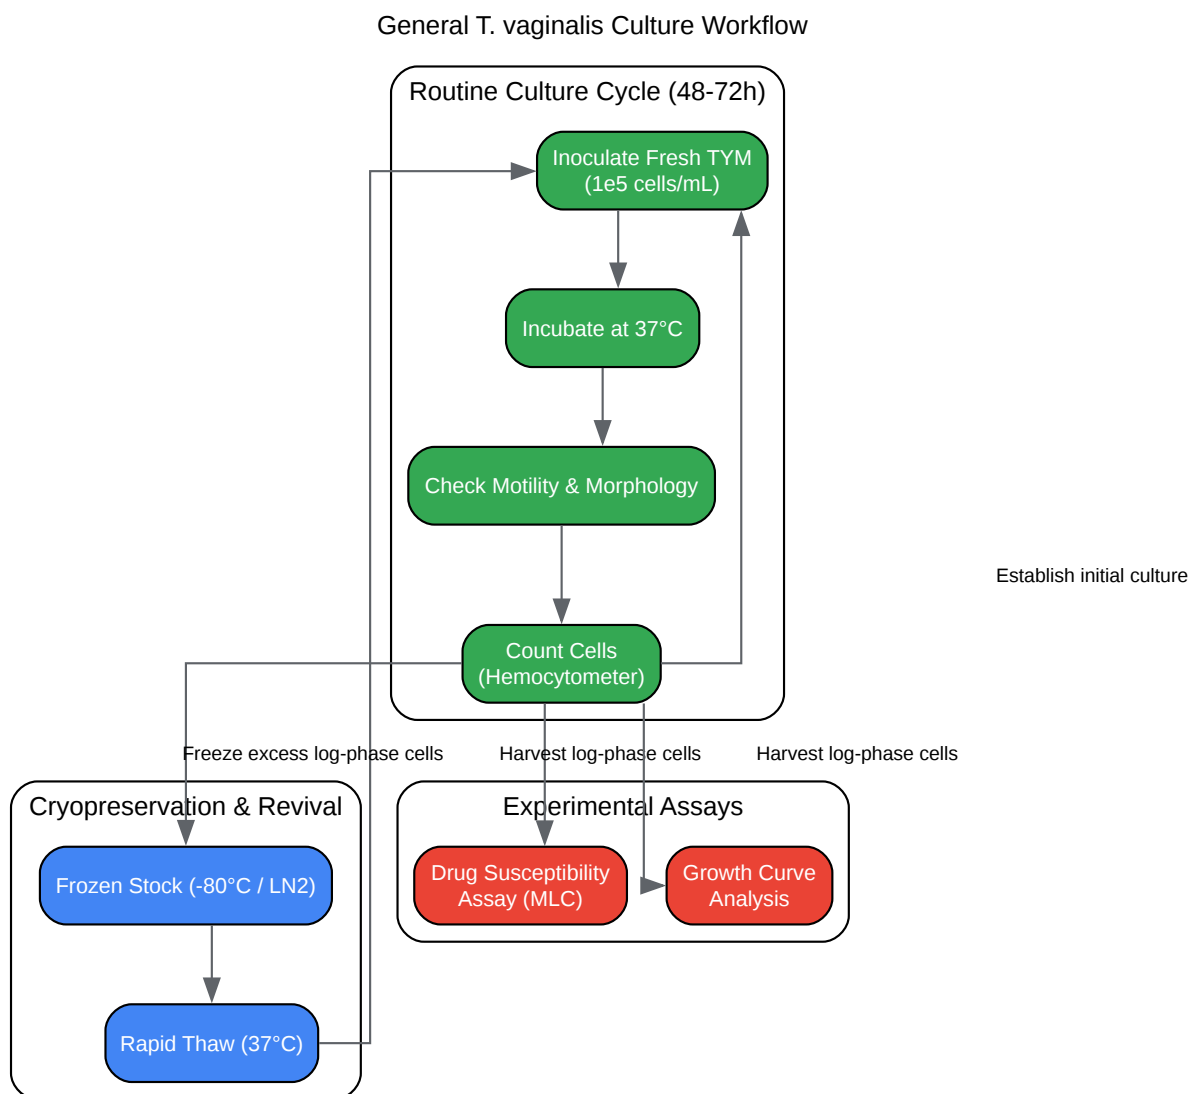 General T. vaginalis Culture Workflow
Routine Culture Cycle (48-72h)
Inoculate Fresh TYM
(1e5 cells/mL)
Incubate at 37°C
Check Motility & Morphology
Establish initial culture
Count Cells
(Hemocytometer)
Freeze excess log-phase cells
Harvest log-phase cells
Harvest log-phase cells
Cryopreservation & Revival
Experimental Assays
Frozen Stock (-80°C / LN2)
Drug Susceptibility
Assay (MLC)
Growth Curve
Analysis
Rapid Thaw (37°C)